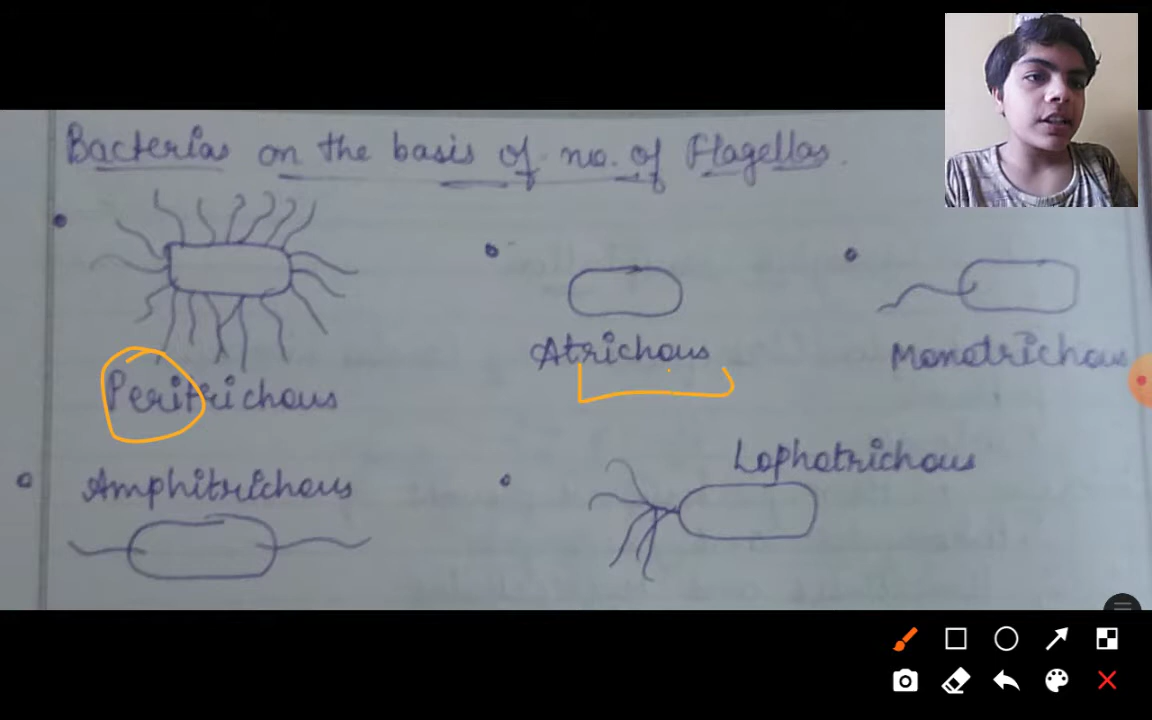 Bacterias on the basis of no. of Flagellas.
Peritrichous
Atrichous
Monotrichous
Amphitrichous
Lophotrichous